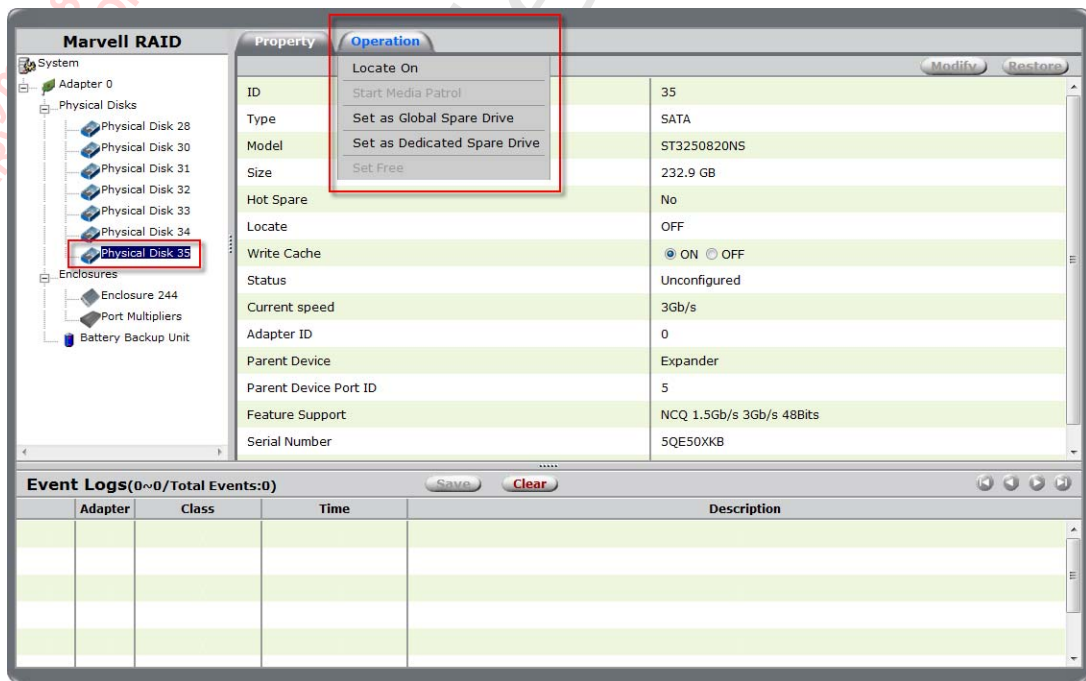 Marvell RAID
Property Operation
System
Adapter 0
Physical Disks
Physical Disk 28
Physical Disk 30
Physical Disk 31
Physical Disk 32
Physical Disk 33
Physical Disk 34
Physical Disk 35
Enclosures
Enclosure 244
Port Multipliers
Battery Backup Unit
Locate On
Start Media Patrol
Set as Global Spare Drive
Set as Dedicated Spare Drive
Set Free
Modify Restore
ID 35
Type SATA
Model ST3250820NS
Size 232.9 GB
Hot Spare No
Locate OFF
Write Cache ON OFF
Status Unconfigured
Current speed 3Gb/s
Adapter ID 0
Parent Device Expander
Parent Device Port ID 5
Feature Support NCQ 1.5Gb/s 3Gb/s 48Bits
Serial Number 5QE50XKB
Event Logs(0~0/Total Events:0) Save Clear
Adapter Class Time Description